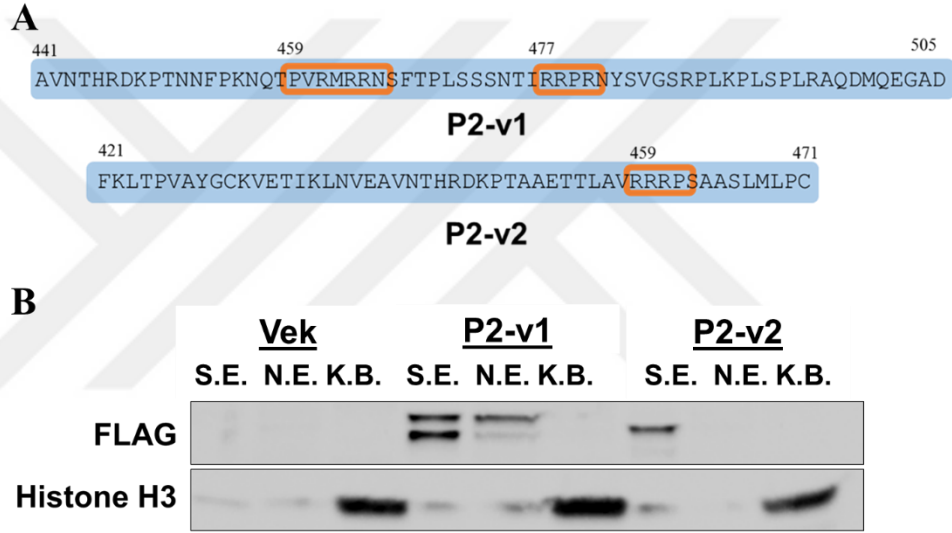 A
441 459 477 505
AVNTHRDKPTNNFPKNQTPVRMRRNSFTPLSSSNTIRRPRNYSVGSRPLKPLSPLRAQDMQEGAD
P2-v1
421 459 471
FKLTPVAYGCKVETIKLNVEAVNTHRDKPTAAETTLAVRRRPSAASLMLPC
P2-v2
B
Vek P2-v1 P2-v2
S.E. N.E. K.B. S.E. N.E. K.B. S.E. N.E. K.B.
FLAG
Histone H3